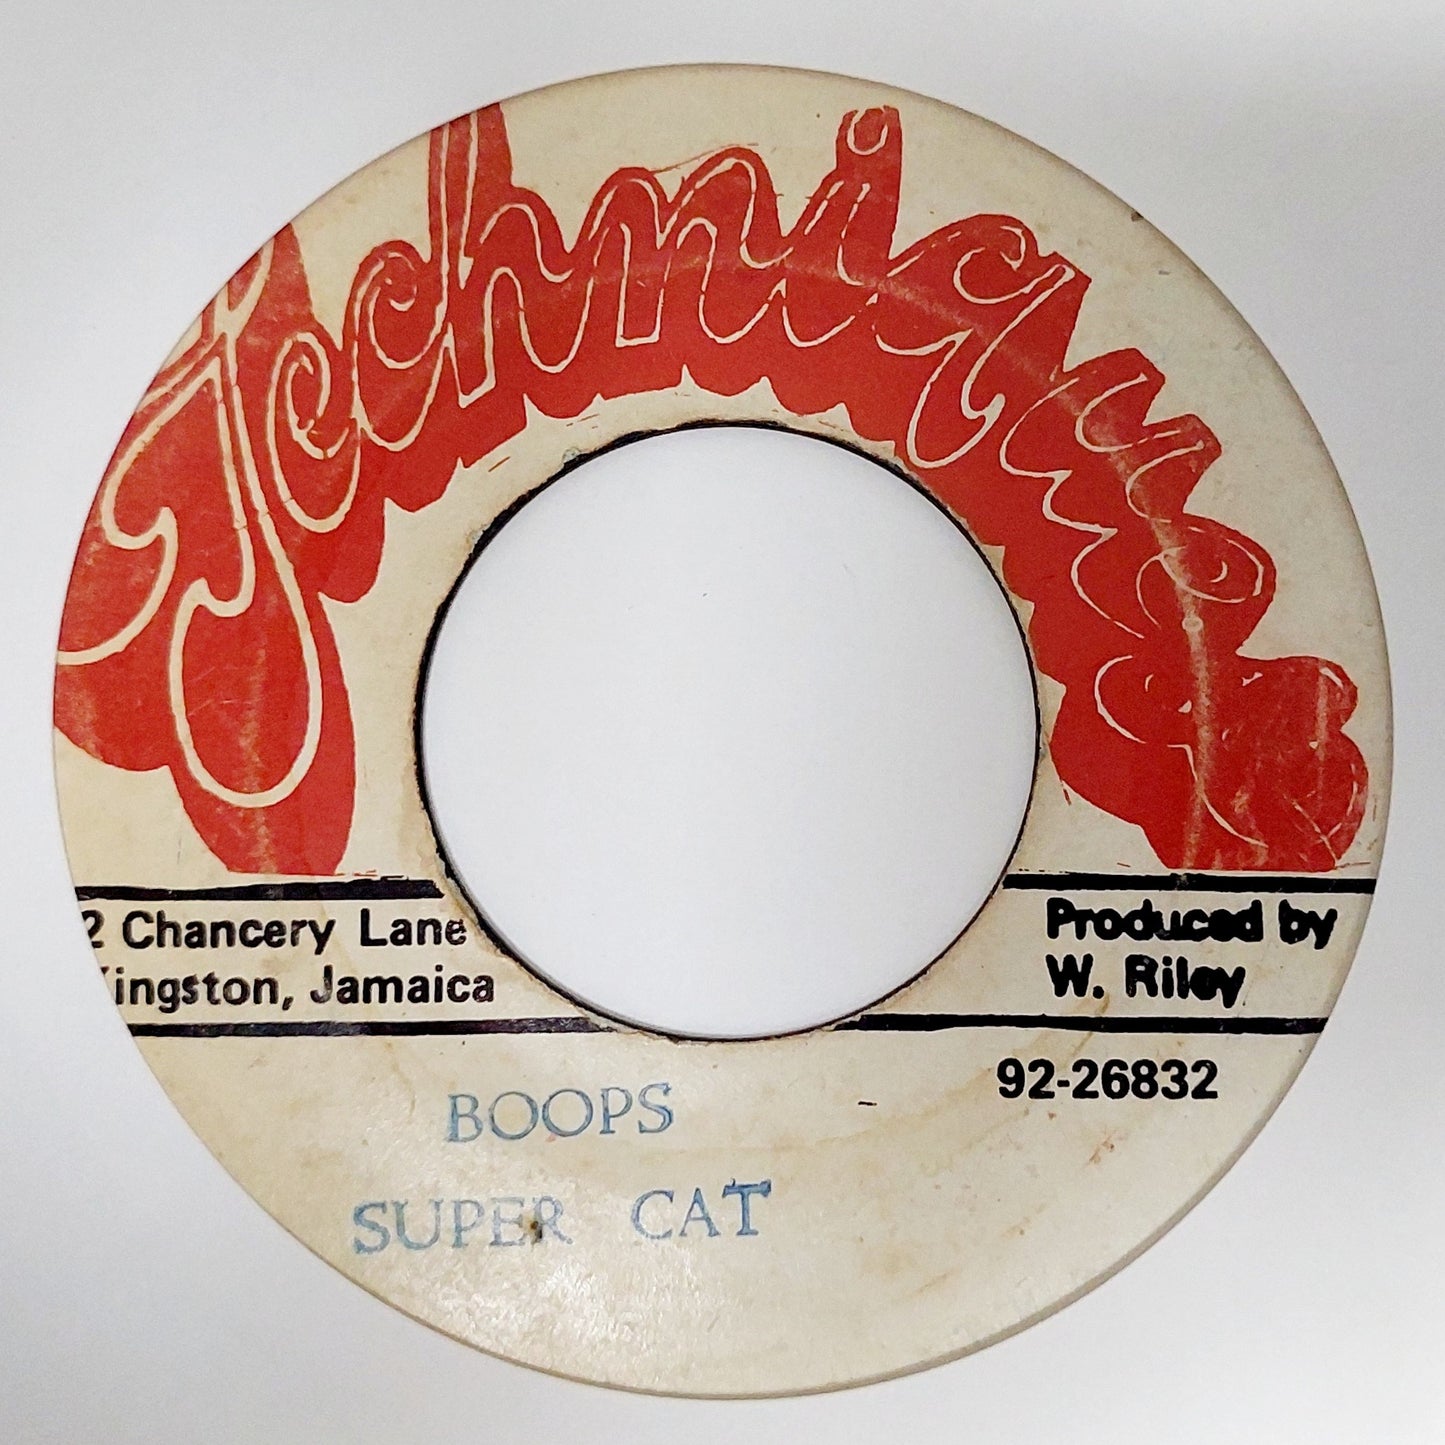 Techniques
2 Chancery Lane
Kingston, Jamaica
Produced by
W. Riley
92-26832
BOOPS
SUPER CAT